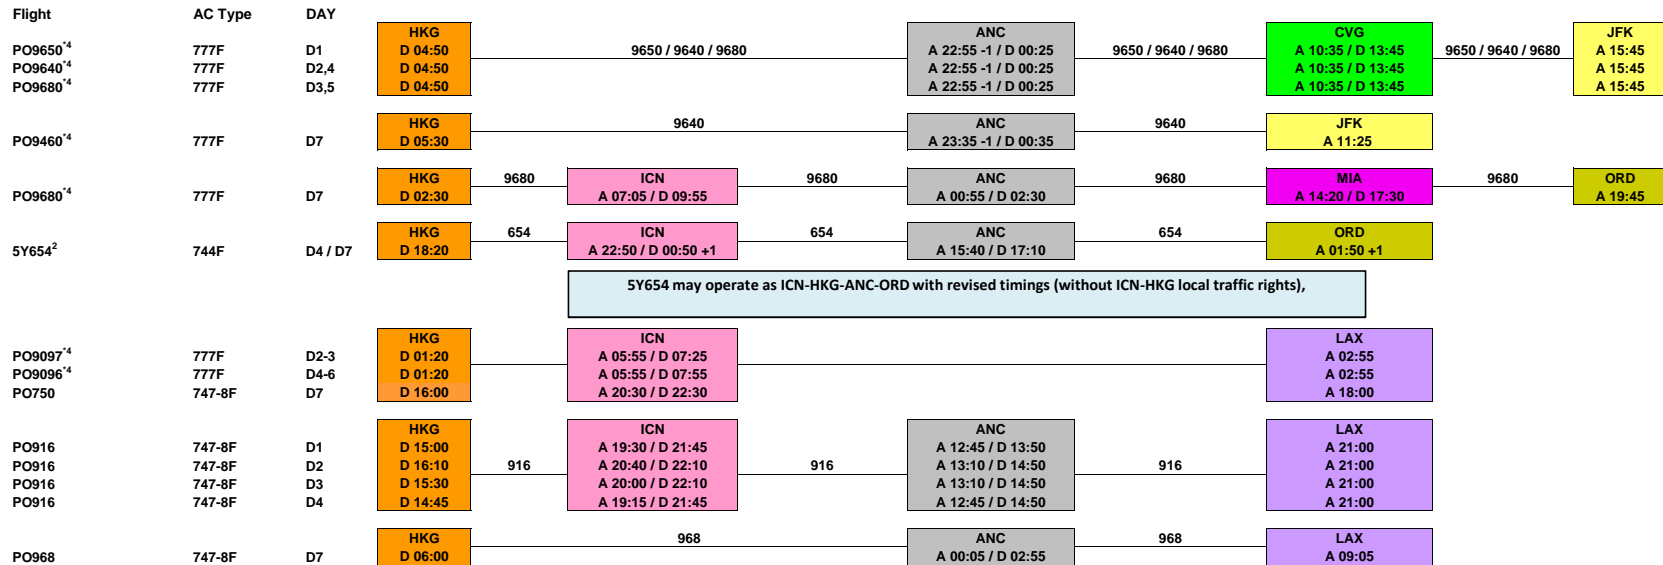 Flight AC Type DAY
HKG ANC CVG JFK
PO9650*4 777F D1 D 04:50 9650 / 9640 / 9680 A 22:55 -1 / D 00:25 9650 / 9640 / 9680 A 10:35 / D 13:45 9650 / 9640 / 9680 A 15:45
PO9640*4 777F D2,4 D 04:50 A 22:55 -1 / D 00:25 A 10:35 / D 13:45 A 15:45
PO9680*4 777F D3,5 D 04:50 A 22:55 -1 / D 00:25 A 10:35 / D 13:45 A 15:45
HKG 9640 ANC 9640 JFK
PO9460*4 777F D7 D 05:30 A 23:35 -1 / D 00:35 A 11:25
HKG 9680 ICN 9680 ANC 9680 MIA 9680 ORD
PO9680*4 777F D7 D 02:30 A 07:05 / D 09:55 A 00:55 / D 02:30 A 14:20 / D 17:30 A 19:45
HKG 654 ICN 654 ANC 654 ORD
5Y6542 744F D4 / D7 D 18:20 A 22:50 / D 00:50 +1 A 15:40 / D 17:10 A 01:50 +1
5Y654 may operate as ICN-HKG-ANC-ORD with revised timings (without ICN-HKG local traffic rights),
HKG ICN LAX
PO9097*4 777F D2-3 D 01:20 A 05:55 / D 07:25 A 02:55
PO9096*4 777F D4-6 D 01:20 A 05:55 / D 07:55 A 02:55
PO750 747-8F D7 D 16:00 A 20:30 / D 22:30 A 18:00
HKG ICN ANC LAX
PO916 747-8F D1 D 15:00 A 19:30 / D 21:45 A 12:45 / D 13:50 A 21:00
PO916 747-8F D2 D 16:10 916 A 20:40 / D 22:10 916 A 13:10 / D 14:50 916 A 21:00
PO916 747-8F D3 D 15:30 A 20:00 / D 22:10 A 13:10 / D 14:50 A 21:00
PO916 747-8F D4 D 14:45 A 19:15 / D 21:45 A 12:45 / D 14:50 A 21:00
HKG 968 ANC 968 LAX
PO968 747-8F D7 D 06:00 A 00:05 / D 02:55 A 09:05